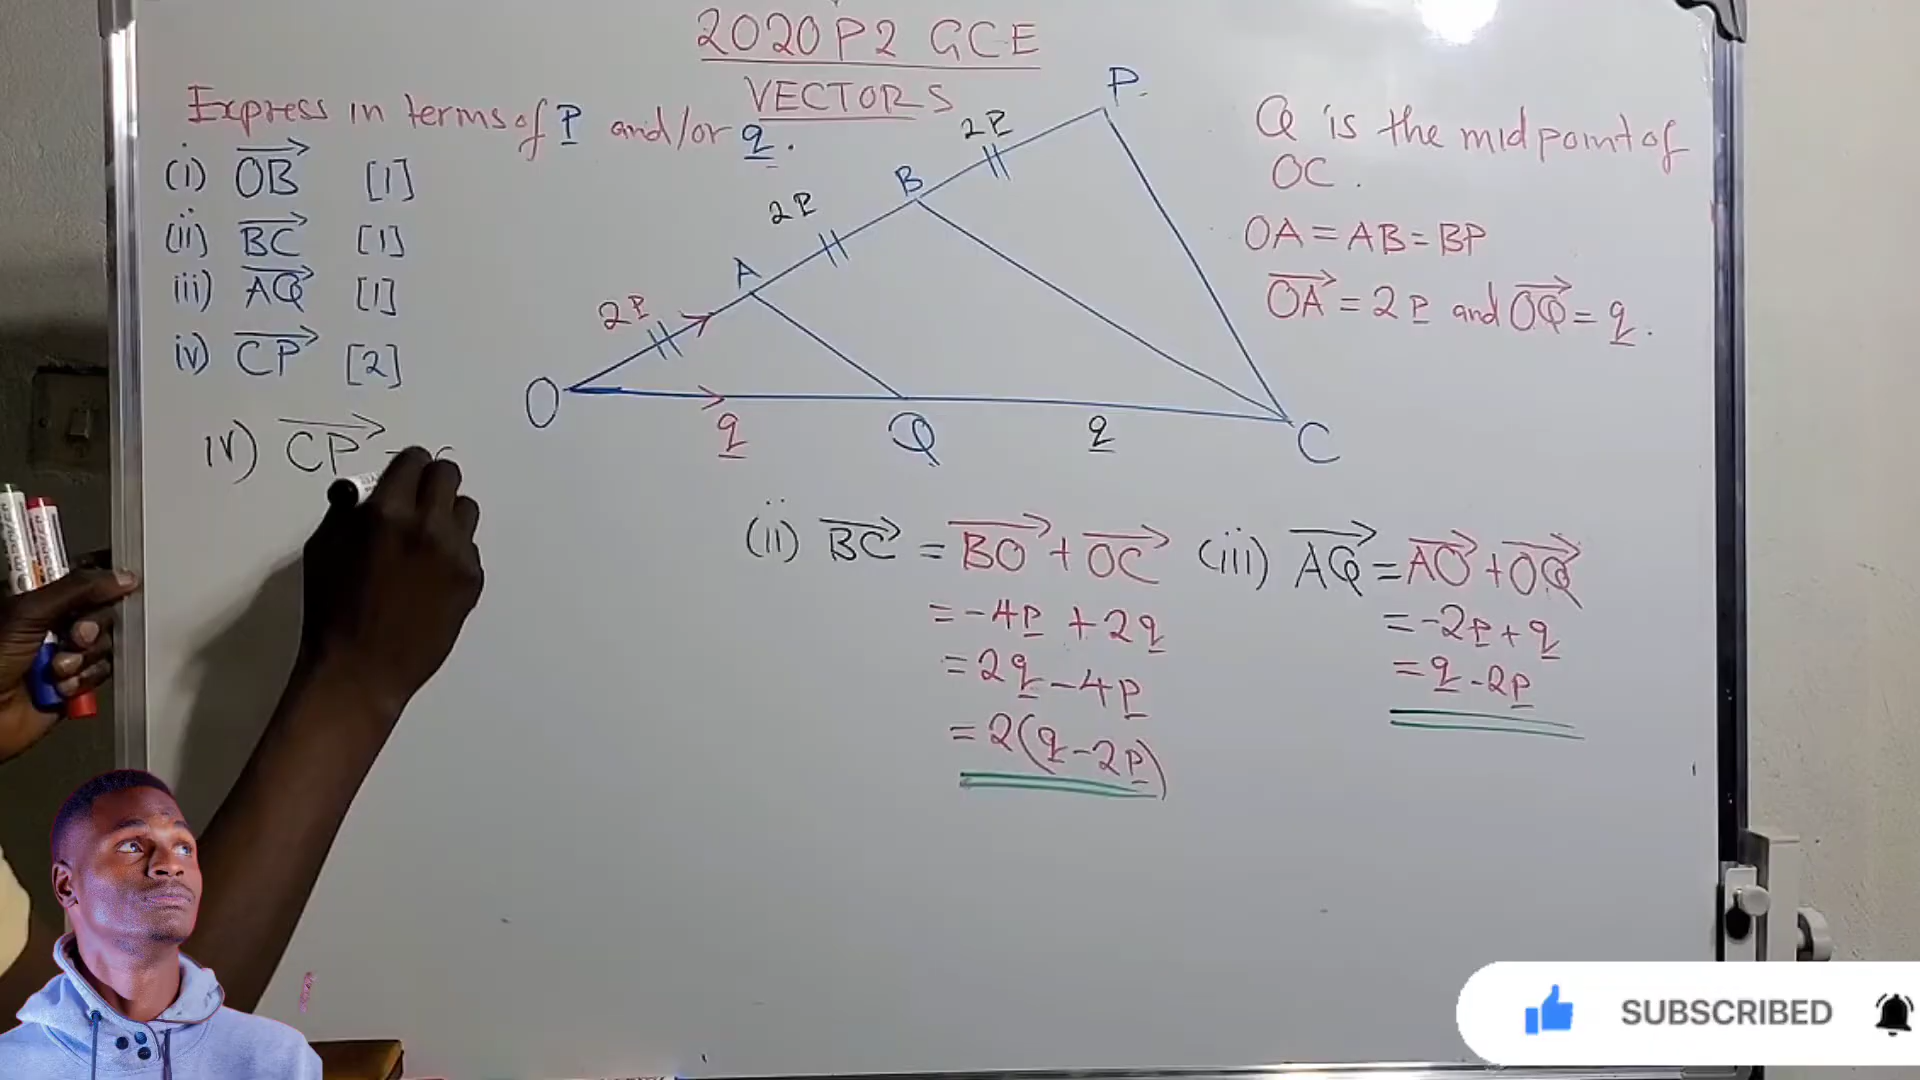 2020 P2 GCE
VECTORS
Express in terms of p and/or q.
(i) OB [1]
(ii) BC [1]
iii) AQ [1]
iv) CP [2]
Q is the midpoint of
OC.
OA = AB = BP
OA = 2p and OQ = q.
P
2p
B
2p
A
2p
O
q
Q
q
C
iv) CP =
(ii) BC = BO + OC
= -4p + 2q
= 2q - 4p
= 2(q - 2p)
(iii) AQ = AO + OQ
= -2p + q
= q - 2p
SUBSCRIBED